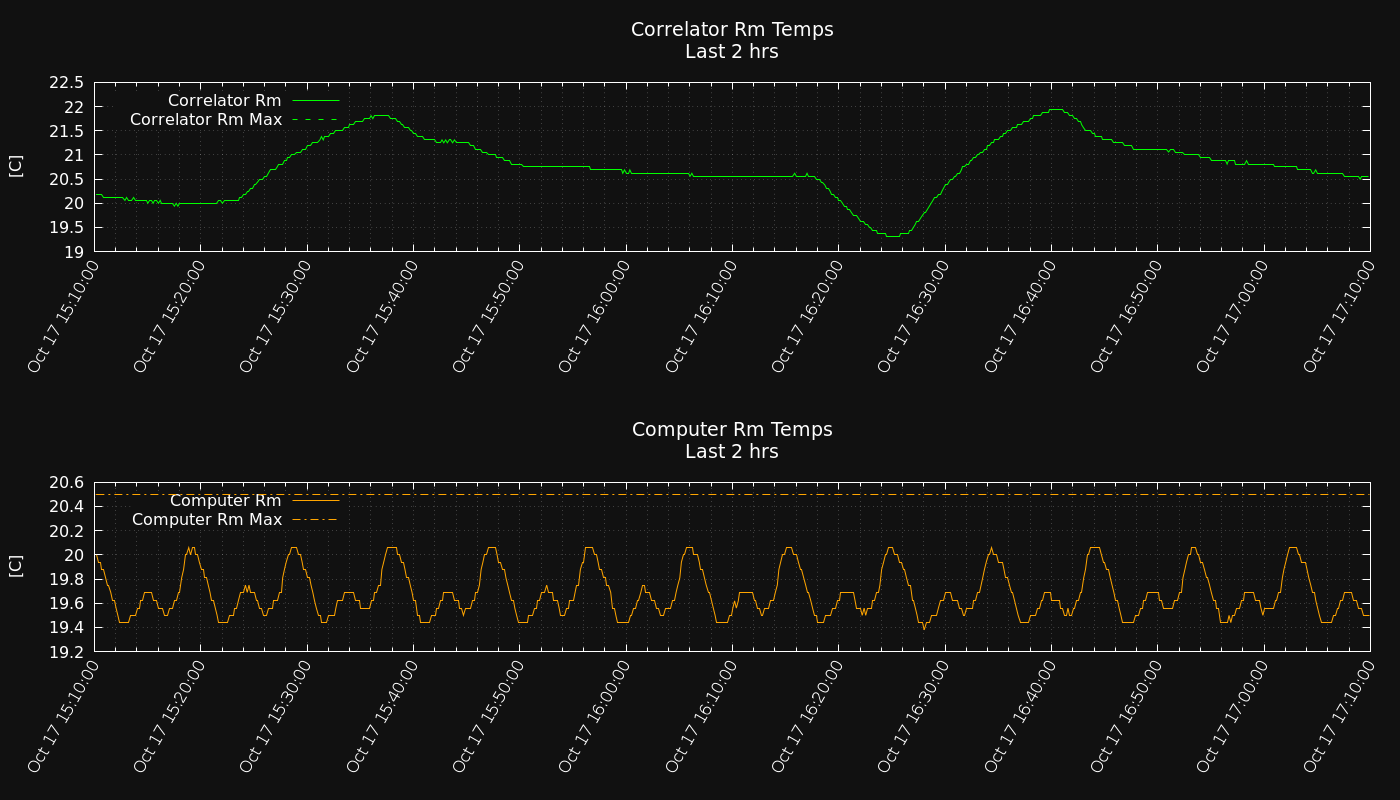 Correlator Rm Temps
Last 2 hrs
22.5
22
21.5
21
20.5
20
19.5
19
[C]
Correlator Rm
Correlator Rm Max
Oct 17 15:10:00
Oct 17 15:20:00
Oct 17 15:30:00
Oct 17 15:40:00
Oct 17 15:50:00
Oct 17 16:00:00
Oct 17 16:10:00
Oct 17 16:20:00
Oct 17 16:30:00
Oct 17 16:40:00
Oct 17 16:50:00
Oct 17 17:00:00
Oct 17 17:10:00
Computer Rm Temps
Last 2 hrs
20.6
20.4
20.2
20
19.8
19.6
19.4
19.2
[C]
Computer Rm
Computer Rm Max
Oct 17 15:10:00
Oct 17 15:20:00
Oct 17 15:30:00
Oct 17 15:40:00
Oct 17 15:50:00
Oct 17 16:00:00
Oct 17 16:10:00
Oct 17 16:20:00
Oct 17 16:30:00
Oct 17 16:40:00
Oct 17 16:50:00
Oct 17 17:00:00
Oct 17 17:10:00